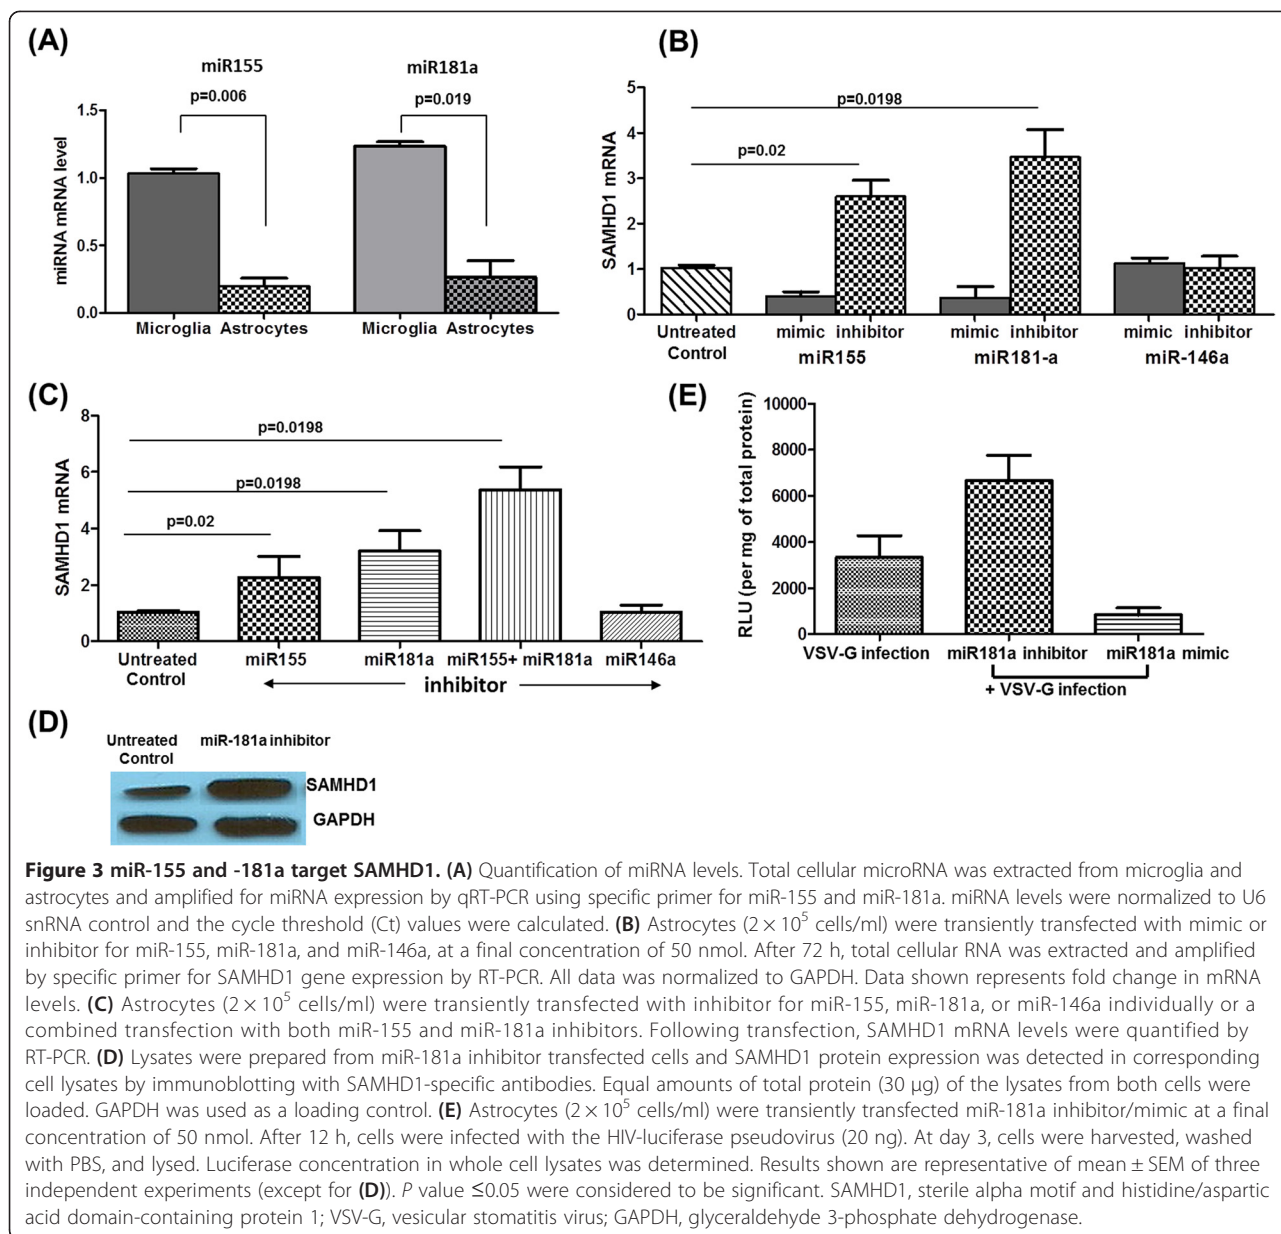 (A)
miR155
miR181a
p=0.006
p=0.019
miRNA mRNA level
1.5
1.0
0.5
0.0
Microglia Astrocytes
Microglia Astrocytes
(B)
SAMHD1 mRNA
5
4
3
2
1
0
p=0.0198
p=0.02
Untreated
Control
mimic inhibitor
miR155
mimic inhibitor
miR181-a
mimic inhibitor
miR-146a
(C)
SAMHD1 mRNA
8
6
4
2
0
p=0.0198
p=0.0198
p=0.02
Untreated
Control
miR155
miR181a
miR155+ miR181a
miR146a
inhibitor
(E)
RLU (per mg of total protein)
10000
8000
6000
4000
2000
0
VSV-G infection
miR181a inhibitor
miR181a mimic
+ VSV-G infection
(D)
Untreated
Control
miR-181a inhibitor
SAMHD1
GAPDH
Figure 3 miR-155 and -181a target SAMHD1. (A) Quantification of miRNA levels. Total cellular microRNA was extracted from microglia and
astrocytes and amplified for miRNA expression by qRT-PCR using specific primer for miR-155 and miR-181a. miRNA levels were normalized to U6
snRNA control and the cycle threshold (Ct) values were calculated. (B) Astrocytes (2 × 10⁵ cells/ml) were transiently transfected with mimic or
inhibitor for miR-155, miR-181a, and miR-146a, at a final concentration of 50 nmol. After 72 h, total cellular RNA was extracted and amplified
by specific primer for SAMHD1 gene expression by RT-PCR. All data was normalized to GAPDH. Data shown represents fold change in mRNA
levels. (C) Astrocytes (2 × 10⁵ cells/ml) were transiently transfected with inhibitor for miR-155, miR-181a, or miR-146a individually or a
combined transfection with both miR-155 and miR-181a inhibitors. Following transfection, SAMHD1 mRNA levels were quantified by
RT-PCR. (D) Lysates were prepared from miR-181a inhibitor transfected cells and SAMHD1 protein expression was detected in corresponding
cell lysates by immunoblotting with SAMHD1-specific antibodies. Equal amounts of total protein (30 μg) of the lysates from both cells were
loaded. GAPDH was used as a loading control. (E) Astrocytes (2 × 10⁵ cells/ml) were transiently transfected miR-181a inhibitor/mimic at a final
concentration of 50 nmol. After 12 h, cells were infected with the HIV-luciferase pseudovirus (20 ng). At day 3, cells were harvested, washed
with PBS, and lysed. Luciferase concentration in whole cell lysates was determined. Results shown are representative of mean ± SEM of three
independent experiments (except for (D)). P value ≤0.05 were considered to be significant. SAMHD1, sterile alpha motif and histidine/aspartic
acid domain-containing protein 1; VSV-G, vesicular stomatitis virus; GAPDH, glyceraldehyde 3-phosphate dehydrogenase.